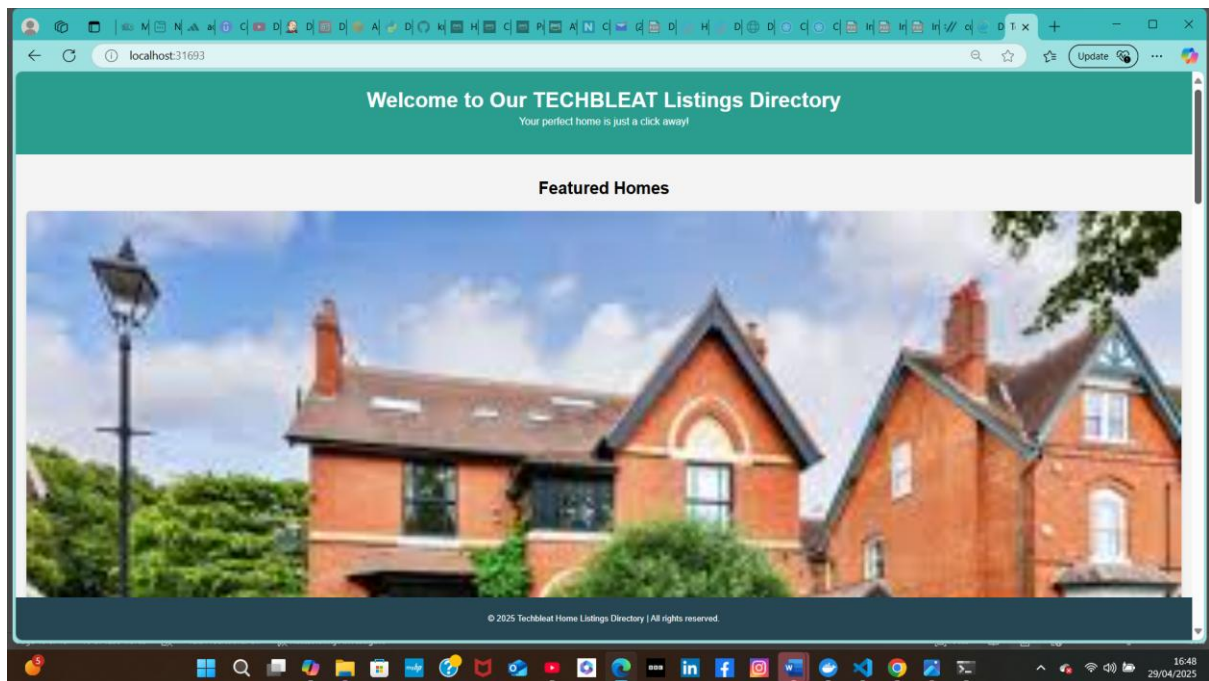 localhost:31693
Update
Welcome to Our TECHBLEAT Listings Directory
Your perfect home is just a click away!
Featured Homes
© 2025 Techbleat Home Listings Directory | All rights reserved.
16:48
29/04/2025